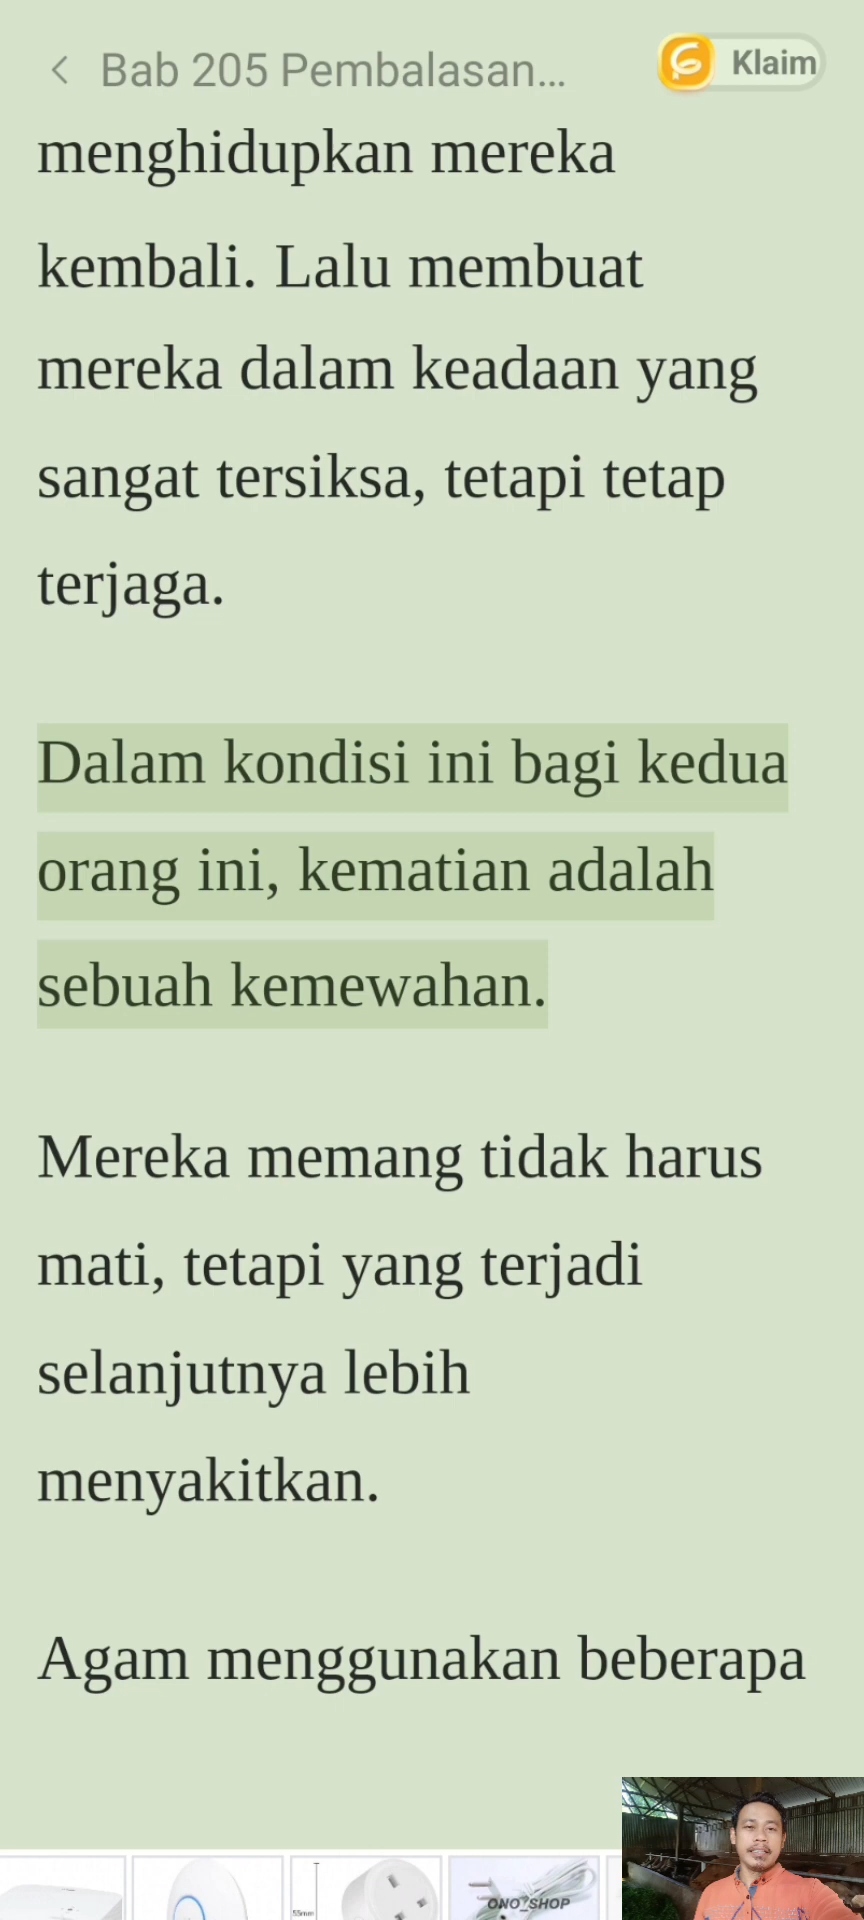 Bab 205 Pembalasan...
Klaim
menghidupkan mereka
kembali. Lalu membuat
mereka dalam keadaan yang
sangat tersiksa, tetapi tetap
terjaga.
Dalam kondisi ini bagi kedua
orang ini, kematian adalah
sebuah kemewahan.
Mereka memang tidak harus
mati, tetapi yang terjadi
selanjutnya lebih
menyakitkan.
Agam menggunakan beberapa
55mm
ONO_SHOP